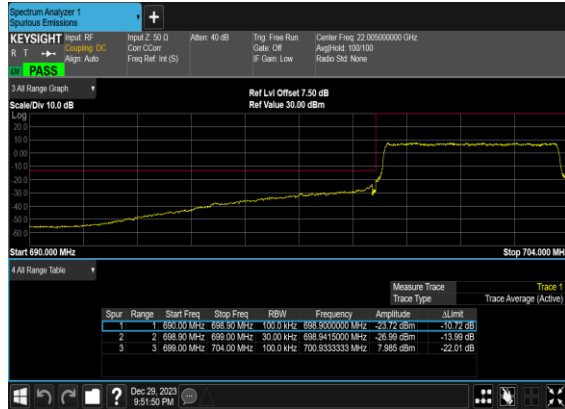 Spectrum Analyzer 1
Spurious Emissions
+
KEYSIGHT Input: RF Input Z: 50 Ω Atten: 40 dB Trig: Free Run Center Freq: 22.005000000 GHz
R T Coupling: DC Corr CCorr Gate: Off Avg|Hold: 100/100
Align: Auto Freq Ref: Int (S) IF Gain: Low Radio Std: None
PASS
3 All Range Graph
Ref Lvl Offset 7.50 dB
Scale/Div 10.0 dB Ref Value 30.00 dBm
Log
20.0
10.0
0.00
-10.0
-20.0
-30.0
-40.0
-50.0
-60.0
Start 690.000 MHz Stop 704.000 MH
4 All Range Table
Measure Trace Trace 1
Trace Type Trace Average (Active)
Spur Range Start Freq Stop Freq RBW Frequency Amplitude ΔLimit
1 1 690.00 MHz 698.90 MHz 100.0 kHz 698.9000000 MHz -23.72 dBm -10.72 dB
2 2 698.90 MHz 699.00 MHz 30.00 kHz 698.9415000 MHz -26.99 dBm -13.99 dB
3 3 699.00 MHz 704.00 MHz 100.0 kHz 700.9333333 MHz 7.985 dBm -22.01 dB
? Dec 29, 2023
9:51:50 PM